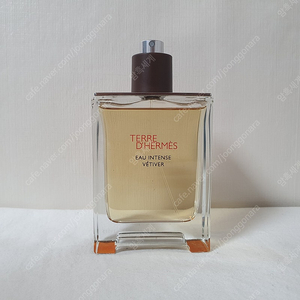 TERRE
D'HERMÈS
EAU INTENSE
VÉTIVER